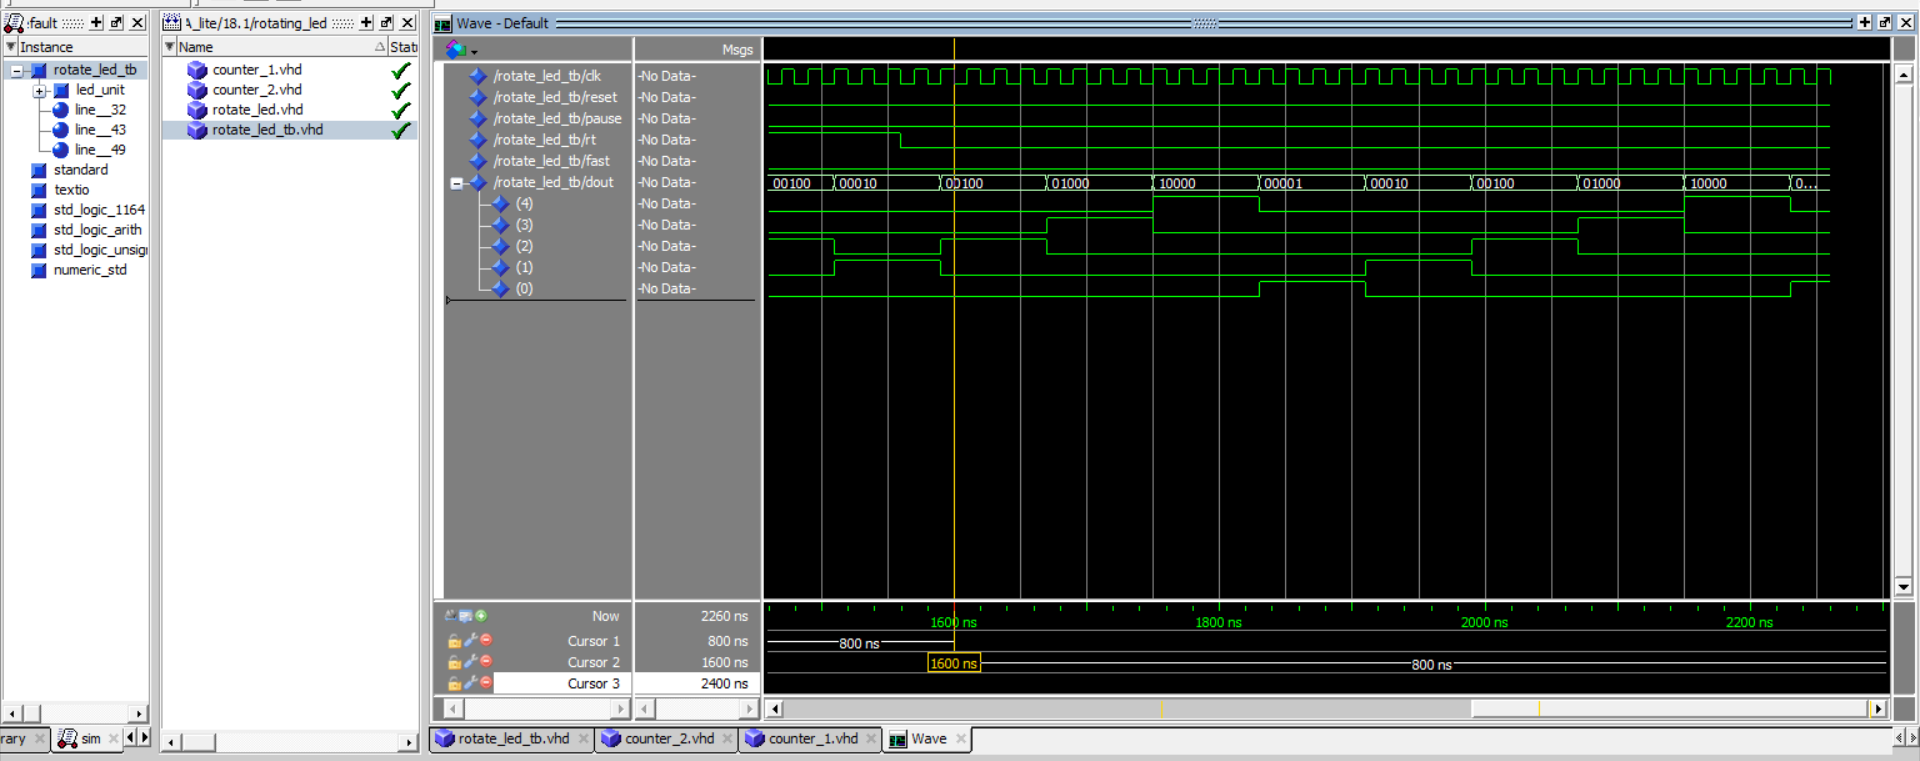 :fault
A_lite/18.1/rotating_led
Wave - Default
Instance
Name
Stat
Msgs
rotate_led_tb
led_unit
line__32
line__43
line__49
standard
textio
std_logic_1164
std_logic_arith
std_logic_unsig
numeric_std
counter_1.vhd
counter_2.vhd
rotate_led.vhd
rotate_led_tb.vhd
/rotate_led_tb/clk -No Data-
/rotate_led_tb/reset -No Data-
/rotate_led_tb/pause -No Data-
/rotate_led_tb/rt -No Data-
/rotate_led_tb/fast -No Data-
/rotate_led_tb/dout -No Data- 00100 00010 00100 01000 10000 00001 00010 00100 01000 10000 0...
(4) -No Data-
(3) -No Data-
(2) -No Data-
(1) -No Data-
(0) -No Data-
Now 2260 ns 1600 ns 1800 ns 2000 ns 2200 ns
Cursor 1 800 ns 800 ns
Cursor 2 1600 ns 1600 ns 800 ns
Cursor 3 2400 ns
rary
sim
rotate_led_tb.vhd
counter_2.vhd
counter_1.vhd
Wave